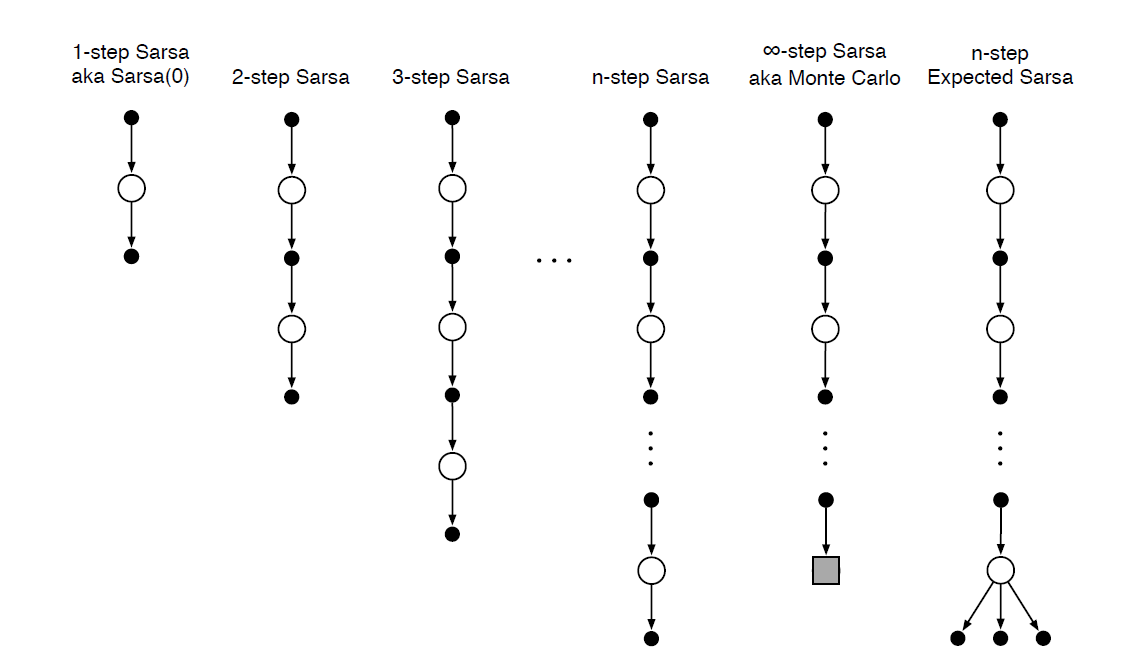 1-step Sarsa
aka Sarsa(0)
2-step Sarsa
3-step Sarsa
n-step Sarsa
∞-step Sarsa
aka Monte Carlo
n-step
Expected Sarsa
. . .